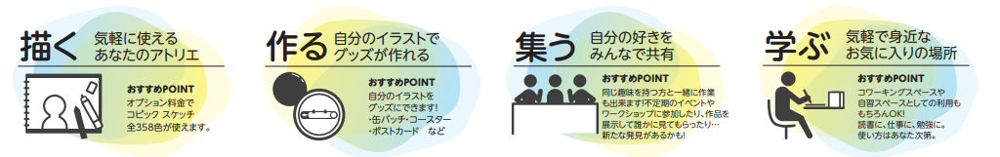 描く
気軽に使える
あなたのアトリエ
おすすめPOINT
オプション料金で
コピック スケッチ
全358色が使えます。
作る
自分のイラストで
グッズが作れる
おすすめPOINT
自分のイラストを
グッズにできます!
・缶バッチ・コースター
・ポストカード　など
集う
自分の好きを
みんなで共有
おすすめPOINT
同じ趣味を持つ方と一緒に作業
も出来ます!不定期のイベントや
ワークショップに参加したり、作品を
展示して誰かに見てもらったり…
新たな発見があるかも!
学ぶ
気軽で身近な
お気に入りの場所
おすすめPOINT
コワーキングスペースや
自習スペースとしての利用も
もちろんOK!
読書に、仕事に、勉強に。
使い方はあなた次第。